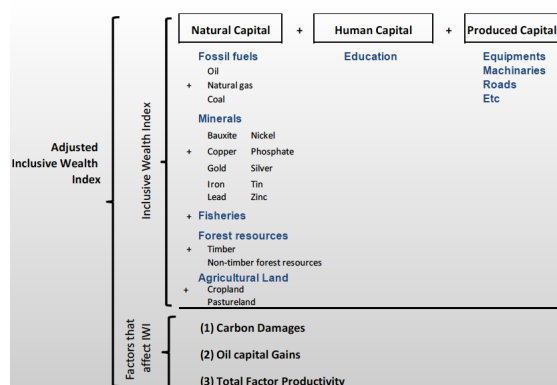 Natural Capital + Human Capital + Produced Capital
Fossil fuels
Oil
+ Natural gas
Coal
Education
Equipments
Machinaries
Roads
Etc
Minerals
Bauxite Nickel
+ Copper Phosphate
Gold Silver
Iron Tin
Lead Zinc
+ Fisheries
Forest resources
+ Timber
Non-timber forest resources
Agricultural Land
+ Cropland
Pastureland
Inclusive Wealth Index
Adjusted
Inclusive Wealth
Index
Factors that
affect IWI
(1) Carbon Damages
(2) Oil capital Gains
(3) Total Factor Productivity